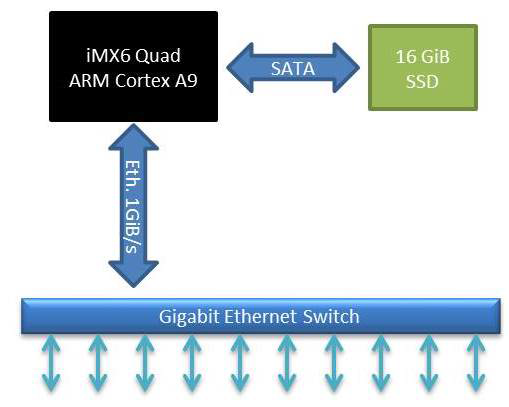 iMX6 Quad
ARM Cortex A9
SATA
16 GiB
SSD
Eth. 1GiB/s
Gigabit Ethernet Switch